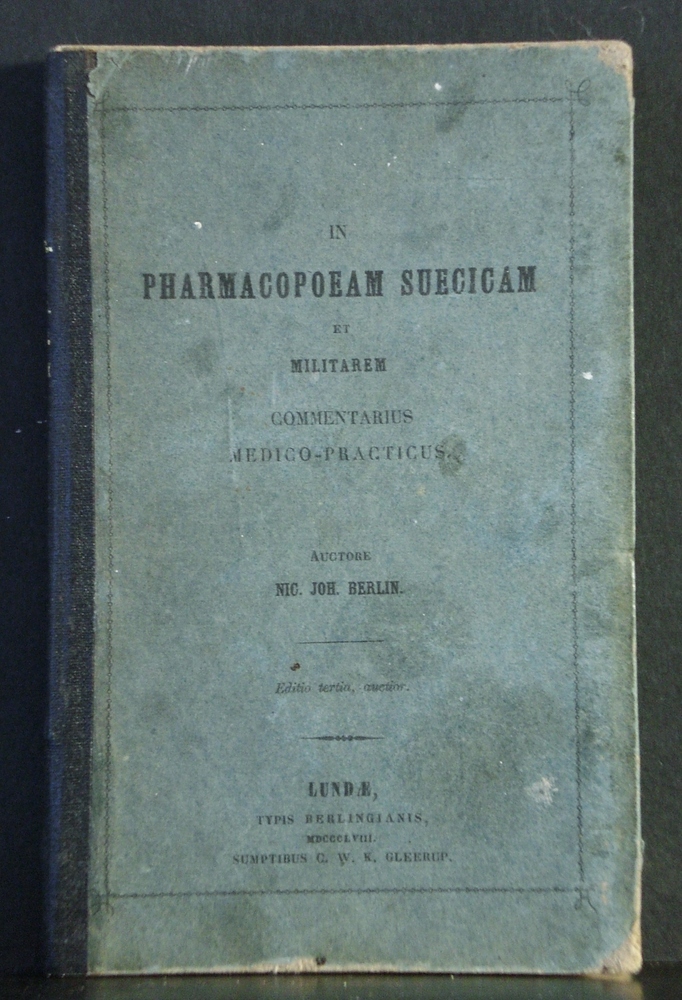 IN
PHARMACOPOEAM SUECICAM
ET
MILITAREM
COMMENTARIUS
MEDICO-PRACTICUS.
AUCTORE
NIC. JOH. BERLIN.
Editio tertia, auctior.
LUNDÆ,
TYPIS BERLINGIANIS,
MDCCCLVIII.
SUMPTIBUS C. W. K. GLEERUP.